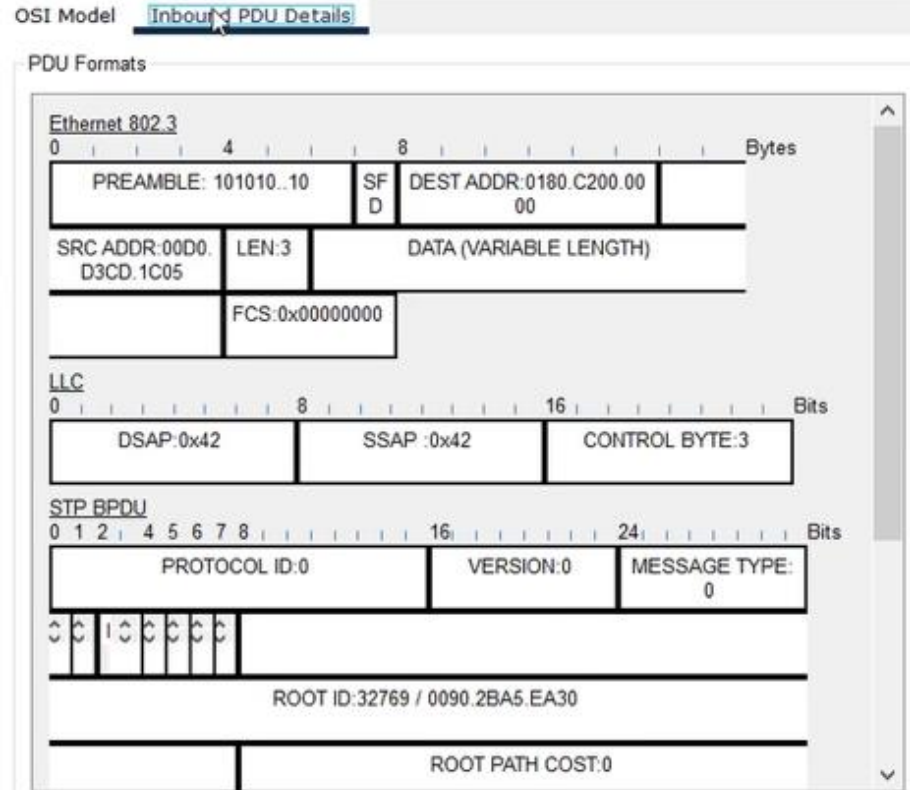 OSI Model Inbound PDU Details
PDU Formats
Ethernet 802.3
0 4 8 Bytes
PREAMBLE: 101010..10 SF DEST ADDR:0180.C200.00
D 00
SRC ADDR:00D0. LEN:3 DATA (VARIABLE LENGTH)
D3CD.1C05
FCS:0x00000000
LLC
0 8 16 Bits
DSAP:0x42 SSAP :0x42 CONTROL BYTE:3
STP BPDU
0 1 2 4 5 6 7 8 16 24 Bits
PROTOCOL ID:0 VERSION:0 MESSAGE TYPE:
0
ROOT ID:32769 / 0090.2BA5.EA30
ROOT PATH COST:0